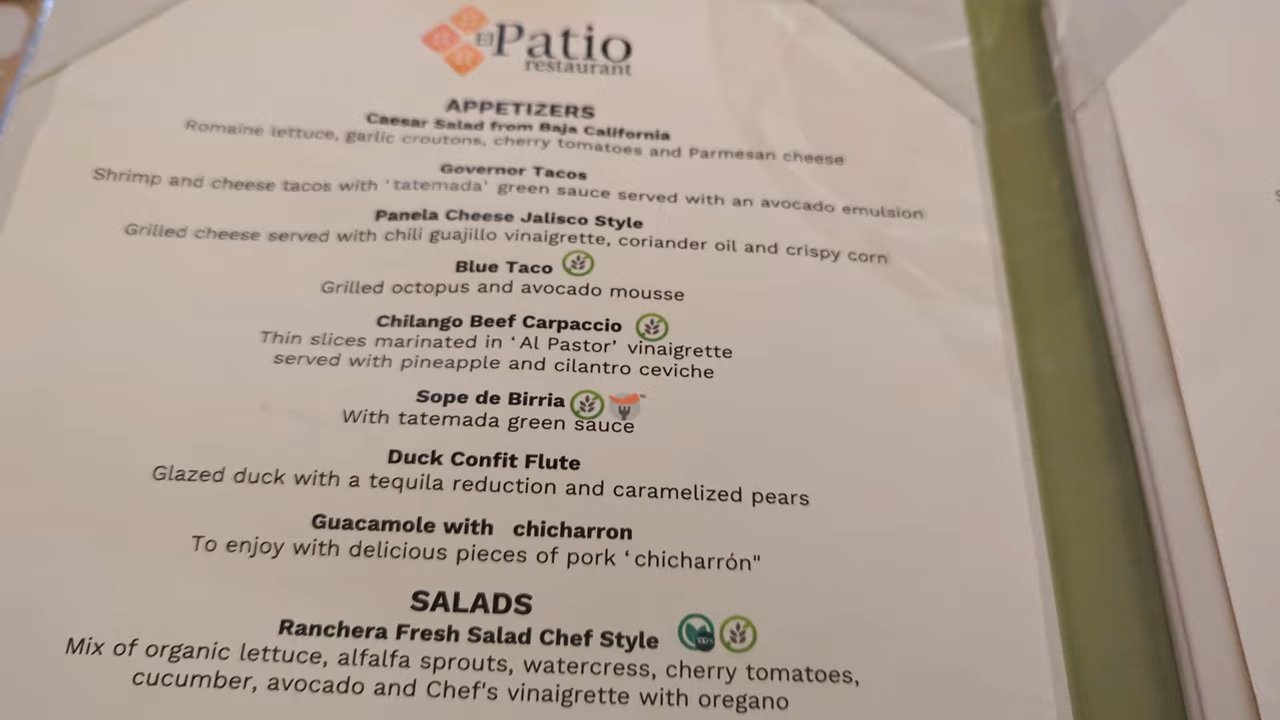 El Patio
restaurant
APPETIZERS
Caesar Salad from Baja California
Romaine lettuce, garlic croutons, cherry tomatoes and Parmesan cheese
Governor Tacos
Shrimp and cheese tacos with 'tatemada' green sauce served with an avocado emulsion
Panela Cheese Jalisco Style
Grilled cheese served with chili guajillo vinaigrette, coriander oil and crispy corn
Blue Taco
Grilled octopus and avocado mousse
Chilango Beef Carpaccio
Thin slices marinated in ‘Al Pastor’ vinaigrette
served with pineapple and cilantro ceviche
Sope de Birria
With tatemada green sauce
Duck Confit Flute
Glazed duck with a tequila reduction and caramelized pears
Guacamole with chicharron
To enjoy with delicious pieces of pork ‘chicharrón"
SALADS
Ranchera Fresh Salad Chef Style
100%
Mix of organic lettuce, alfalfa sprouts, watercress, cherry tomatoes,
cucumber, avocado and Chef's vinaigrette with oregano